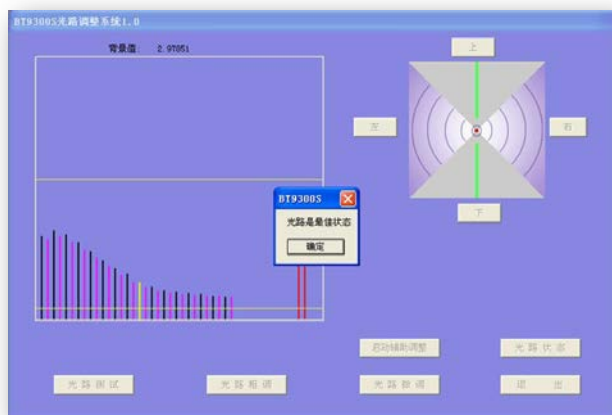 BT9300S光路调整系统1.0
背景值: 2.97051
上
左
右
下
BT9300S
光路是最佳状态
确定
启动辅助调整
光 路 状 态
光 路 测 试
光 路 粗 调
光 路 微 调
退 出